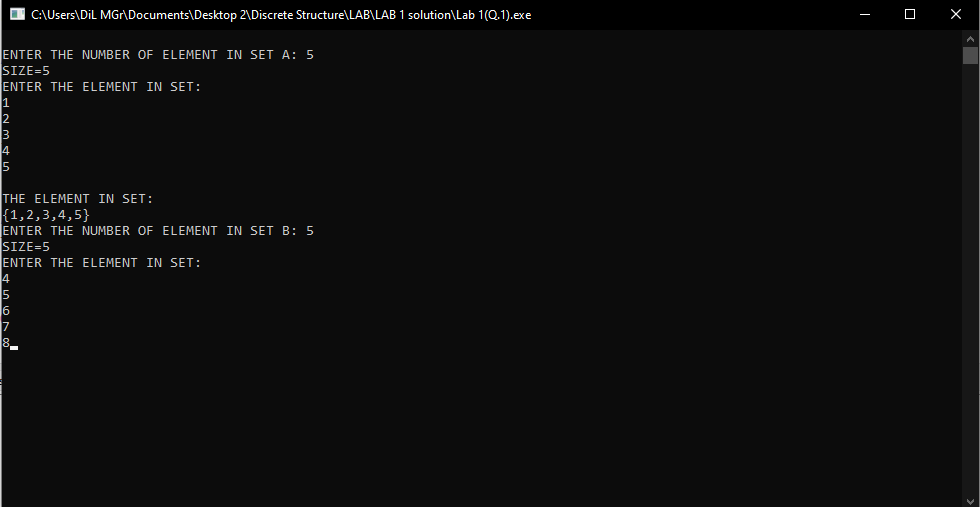 C:\Users\DiL MGr\Documents\Desktop 2\Discrete Structure\LAB\LAB 1 solution\Lab 1(Q.1).exe
ENTER THE NUMBER OF ELEMENT IN SET A: 5
SIZE=5
ENTER THE ELEMENT IN SET:
1
2
3
4
5
THE ELEMENT IN SET:
{1,2,3,4,5}
ENTER THE NUMBER OF ELEMENT IN SET B: 5
SIZE=5
ENTER THE ELEMENT IN SET:
4
5
6
7
8